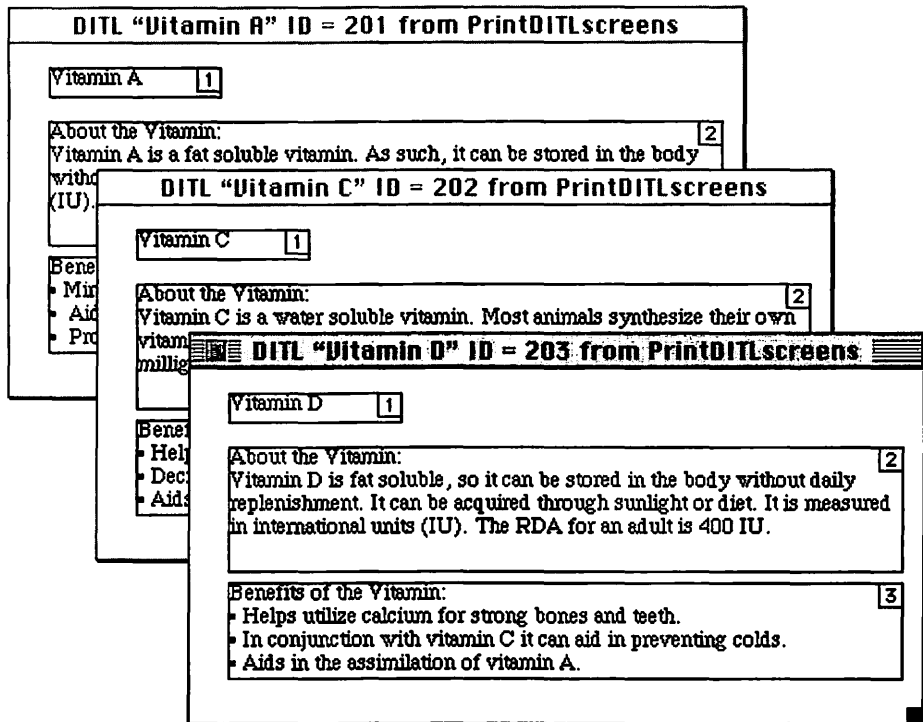 DITL “Vitamin A” ID = 201 from PrintDITLscreens
Vitamin A 1
About the Vitamin: 2
Vitamin A is a fat soluble vitamin. As such, it can be stored in the body
(IU).
DITL “Vitamin C” ID = 202 from PrintDITLscreens
Vitamin C 1
About the Vitamin: 2
Vitamin C is a water soluble vitamin. Most animals synthesize their own
DITL “Vitamin D” ID = 203 from PrintDITLscreens
Vitamin D 1
About the Vitamin: 2
Vitamin D is fat soluble, so it can be stored in the body without daily
replenishment. It can be acquired through sunlight or diet. It is measured
in international units (IU). The RDA for an adult is 400 IU.
Benefits of the Vitamin: 3
• Helps utilize calcium for strong bones and teeth.
• In conjunction with vitamin C it can aid in preventing colds.
• Aids in the assimilation of vitamin A.